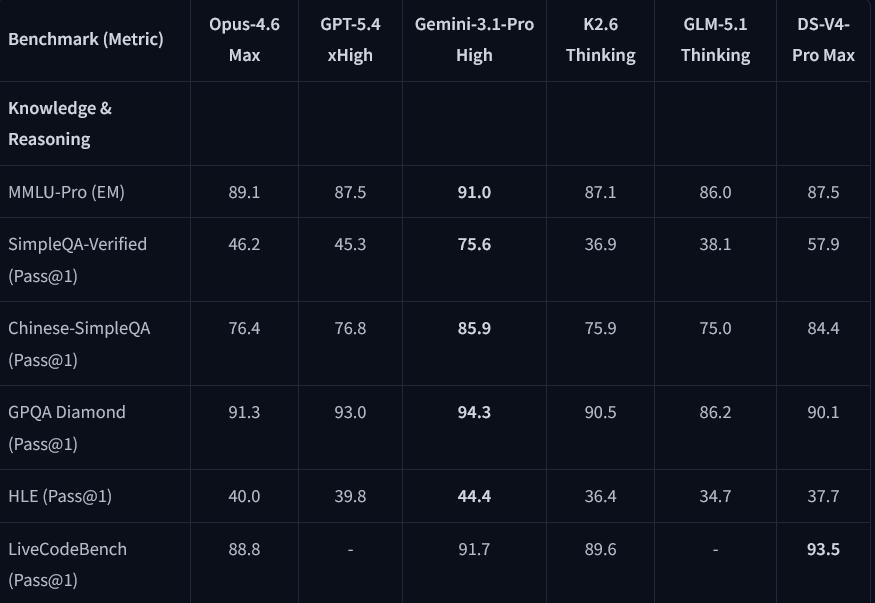 Benchmark (Metric) Opus-4.6 Max GPT-5.4 xHigh Gemini-3.1-Pro High K2.6 Thinking GLM-5.1 Thinking DS-V4-Pro Max
Knowledge & Reasoning
MMLU-Pro (EM) 89.1 87.5 91.0 87.1 86.0 87.5
SimpleQA-Verified (Pass@1) 46.2 45.3 75.6 36.9 38.1 57.9
Chinese-SimpleQA (Pass@1) 76.4 76.8 85.9 75.9 75.0 84.4
GPQA Diamond (Pass@1) 91.3 93.0 94.3 90.5 86.2 90.1
HLE (Pass@1) 40.0 39.8 44.4 36.4 34.7 37.7
LiveCodeBench (Pass@1) 88.8 - 91.7 89.6 - 93.5